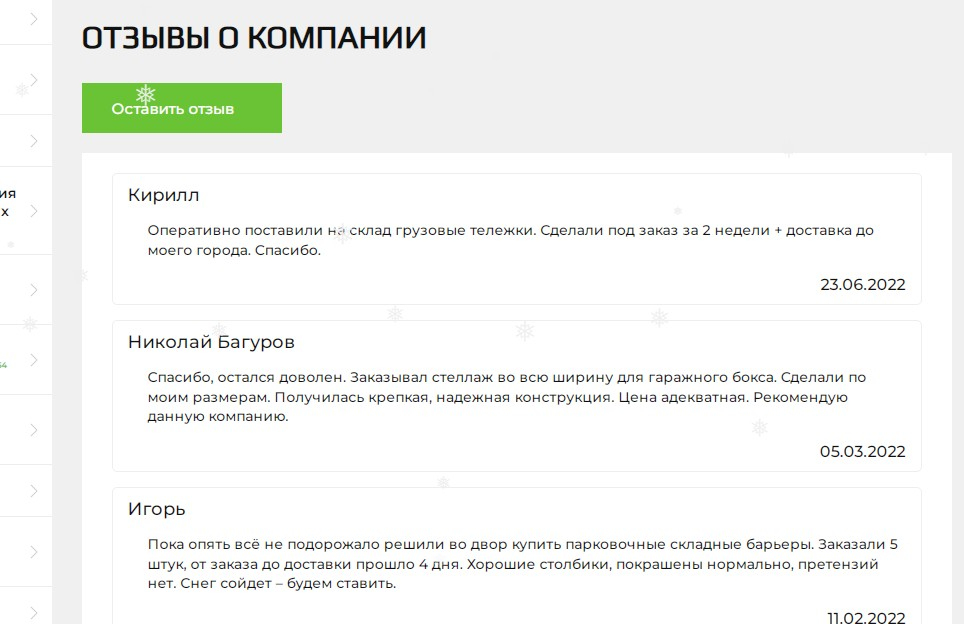 ОТЗЫВЫ О КОМПАНИИ
Оставить отзыв
ия
х
Кирилл
Оперативно поставили на склад грузовые тележки. Сделали под заказ за 2 недели + доставка до
моего города. Спасибо.
23.06.2022
Николай Багуров
Спасибо, остался доволен. Заказывал стеллаж во всю ширину для гаражного бокса. Сделали по
моим размерам. Получилась крепкая, надежная конструкция. Цена адекватная. Рекомендую
данную компанию.
05.03.2022
Игорь
Пока опять всё не подорожало решили во двор купить парковочные складные барьеры. Заказали 5
штук, от заказа до доставки прошло 4 дня. Хорошие столбики, покрашены нормально, претензий
нет. Снег сойдет – будем ставить.
11.02.2022